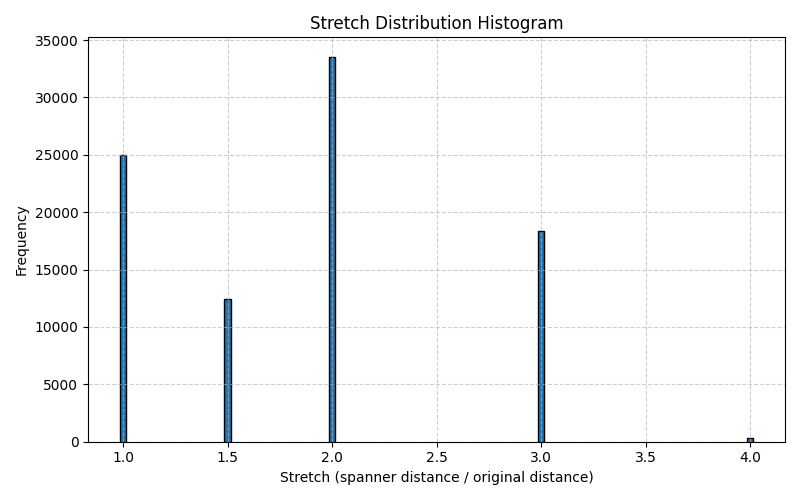 Stretch Distribution Histogram
35000
30000
25000
20000
15000
10000
5000
0
Frequency
1.0 1.5 2.0 2.5 3.0 3.5 4.0
Stretch (spanner distance / original distance)